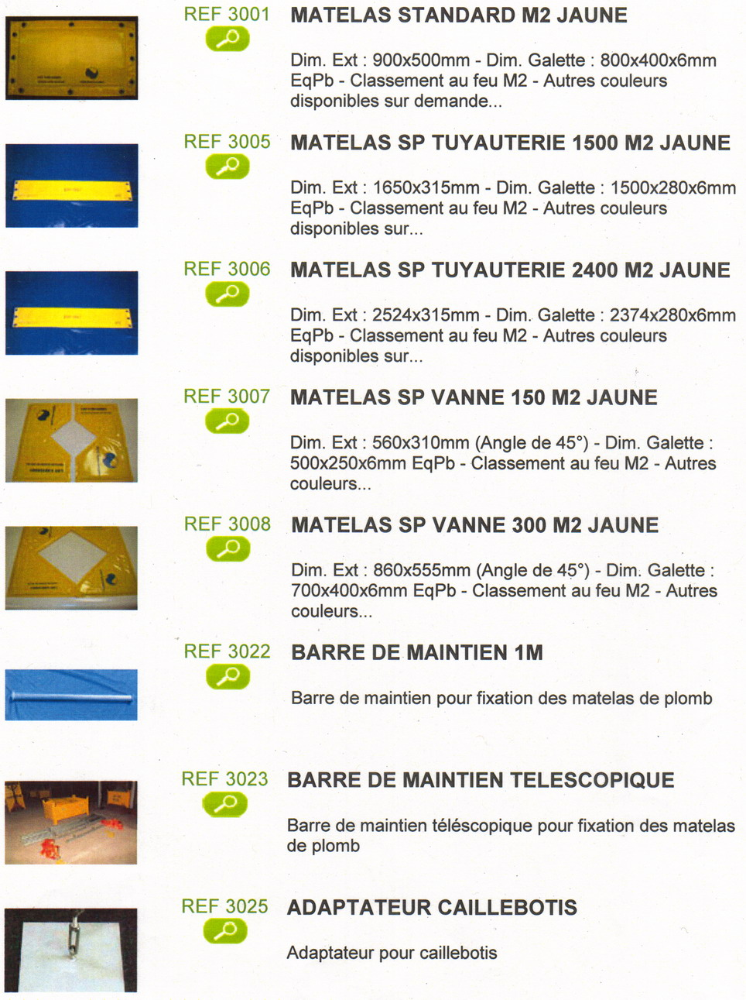 REF 3001 MATELAS STANDARD M2 JAUNE
Dim. Ext : 900x500mm - Dim. Galette : 800x400x6mm
EqPb - Classement au feu M2 - Autres couleurs
disponibles sur demande...
REF 3005 MATELAS SP TUYAUTERIE 1500 M2 JAUNE
Dim. Ext : 1650x315mm - Dim. Galette : 1500x280x6mm
EqPb - Classement au feu M2 - Autres couleurs
disponibles sur...
REF 3006 MATELAS SP TUYAUTERIE 2400 M2 JAUNE
Dim. Ext : 2524x315mm - Dim. Galette : 2374x280x6mm
EqPb - Classement au feu M2 - Autres couleurs
disponibles sur...
REF 3007 MATELAS SP VANNE 150 M2 JAUNE
Dim. Ext : 560x310mm (Angle de 45°) - Dim. Galette :
500x250x6mm EqPb - Classement au feu M2 - Autres
couleurs...
REF 3008 MATELAS SP VANNE 300 M2 JAUNE
Dim. Ext : 860x555mm (Angle de 45°) - Dim. Galette :
700x400x6mm EqPb - Classement au feu M2 - Autres
couleurs...
REF 3022 BARRE DE MAINTIEN 1M
Barre de maintien pour fixation des matelas de plomb
REF 3023 BARRE DE MAINTIEN TELESCOPIQUE
Barre de maintien téléscopique pour fixation des matelas
de plomb
REF 3025 ADAPTATEUR CAILLEBOTIS
Adaptateur pour caillebotis